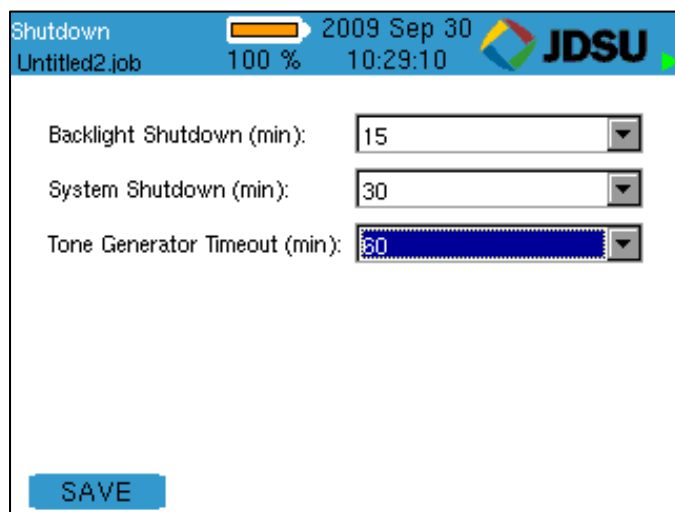 Shutdown 2009 Sep 30 JDSU
Untitled2.job 100 % 10:29:10
Backlight Shutdown (min): 15
System Shutdown (min): 30
Tone Generator Timeout (min): 60
SAVE